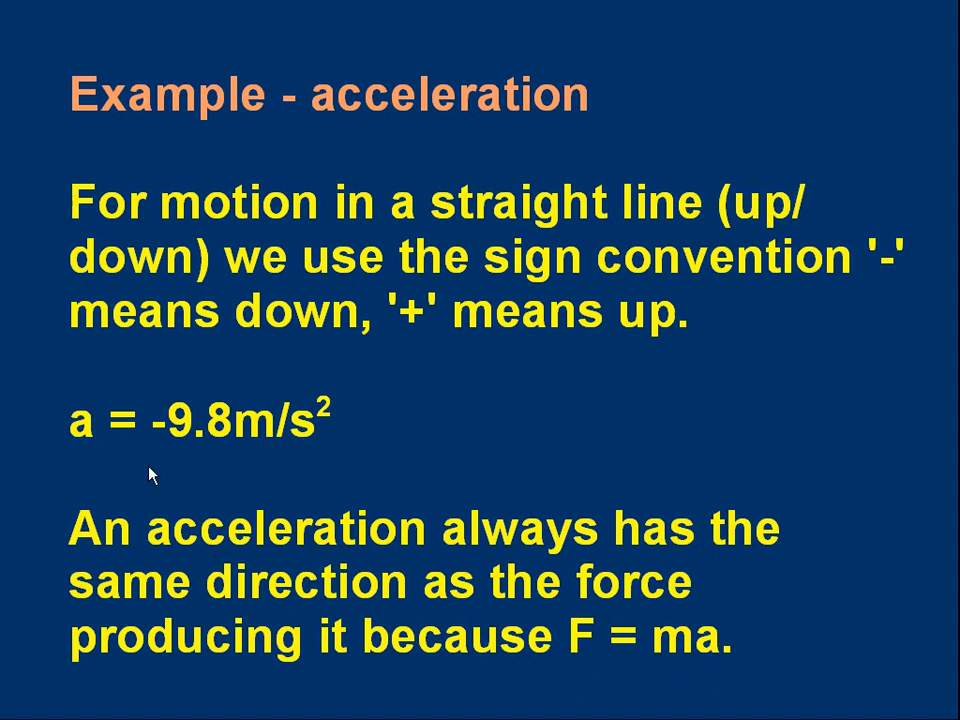 Example - acceleration
For motion in a straight line (up/
down) we use the sign convention '-'
means down, '+' means up.
a = -9.8m/s²
An acceleration always has the
same direction as the force
producing it because F = ma.